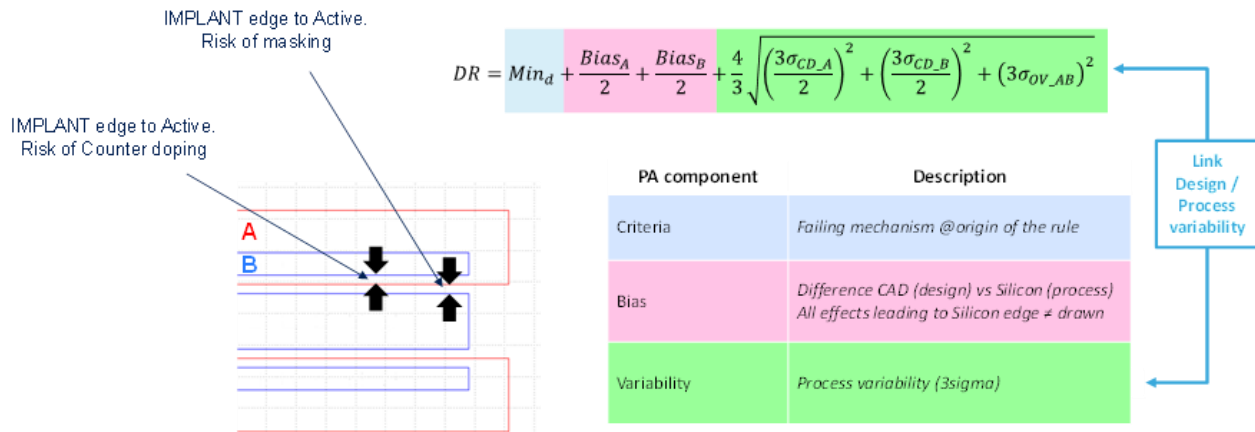 IMPLANT edge to Active.
Risk of masking
IMPLANT edge to Active.
Risk of Counter doping
DR = Min_d + Bias_A/2 + Bias_B/2 + 4/3 √((3σ_CD_A/2)² + (3σ_CD_B/2)² + (3σ_OV_AB)²)
A
B
PA component Description
Criteria Failing mechanism @origin of the rule
Bias Difference CAD (design) vs Silicon (process)
All effects leading to Silicon edge ≠ drawn
Variability Process variability (3sigma)
Link
Design /
Process
variability